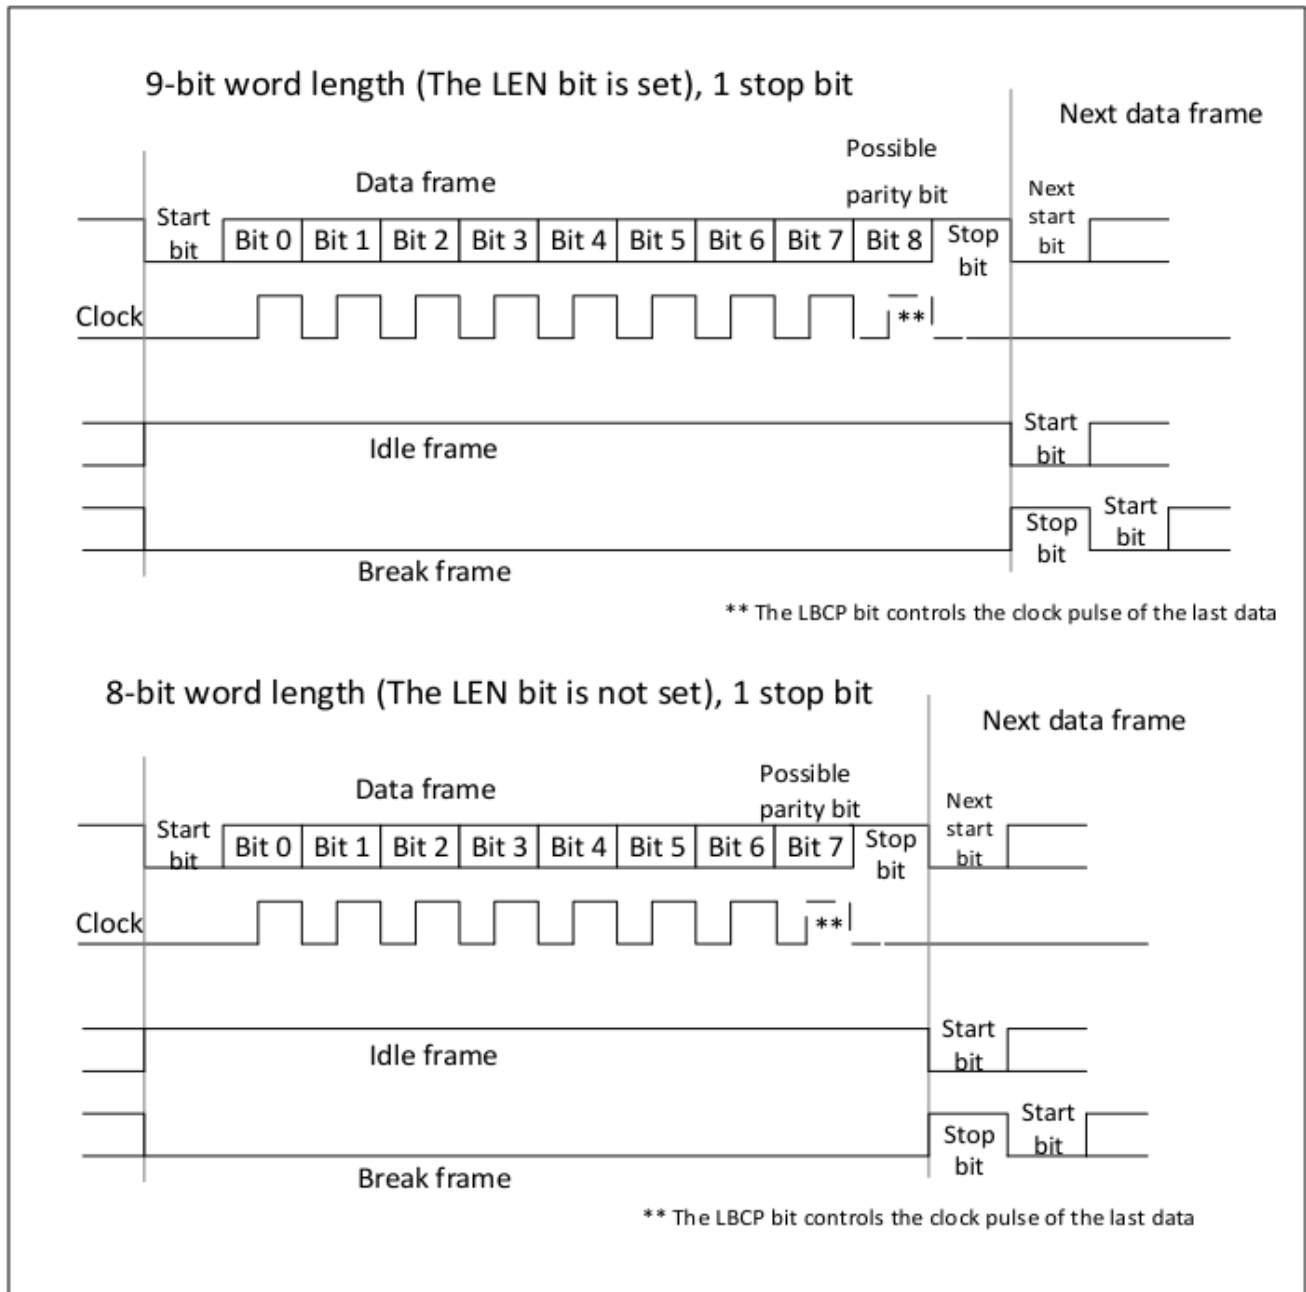 9-bit word length (The LEN bit is set), 1 stop bit
Next data frame
Possible
parity bit
Data frame
Start
bit
Bit 0 Bit 1 Bit 2 Bit 3 Bit 4 Bit 5 Bit 6 Bit 7 Bit 8
Stop
bit
Next
start
bit
Clock
**
Idle frame
Start
bit
Stop
bit
Start
bit
Break frame
** The LBCP bit controls the clock pulse of the last data
8-bit word length (The LEN bit is not set), 1 stop bit
Next data frame
Possible
parity bit
Data frame
Start
bit
Bit 0 Bit 1 Bit 2 Bit 3 Bit 4 Bit 5 Bit 6 Bit 7
Stop
bit
Next
start
bit
Clock
**
Idle frame
Start
bit
Stop
bit
Start
bit
Break frame
** The LBCP bit controls the clock pulse of the last data